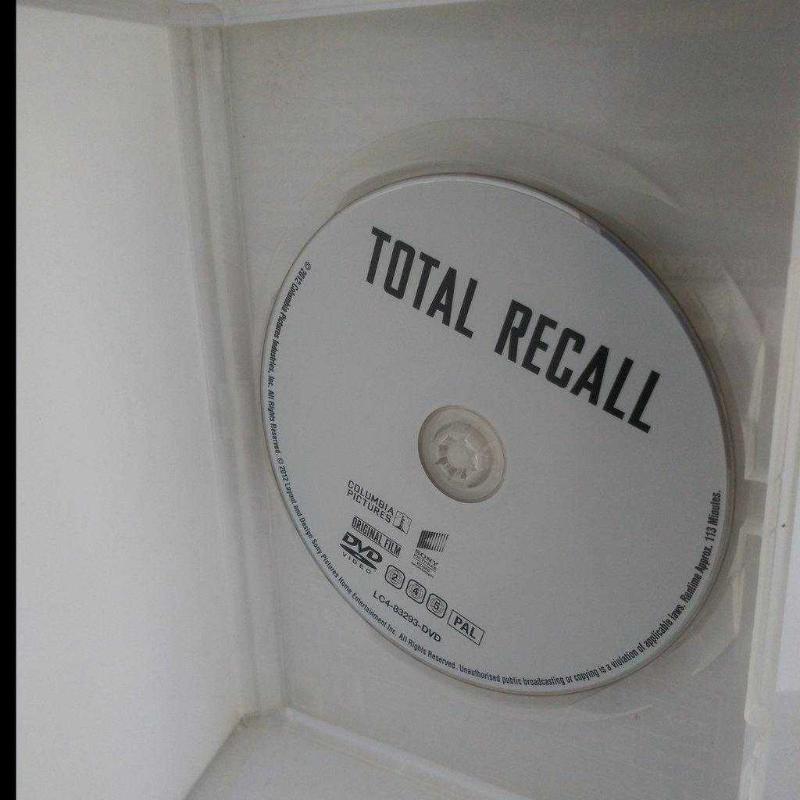 TOTAL RECALL
COLUMBIA
PICTURES
ORIGINAL FILM
SONY
DVD
VIDEO
2 4 5 PAL
LC4-83293-DVD
© 2012 Columbia Pictures Industries, Inc. All Rights Reserved. © 2012 Layout and Design Sony Pictures Home Entertainment Inc. All Rights Reserved. Unauthorised public broadcasting or copying is a violation of applicable laws. Runtime Approx. 113 Minutes.